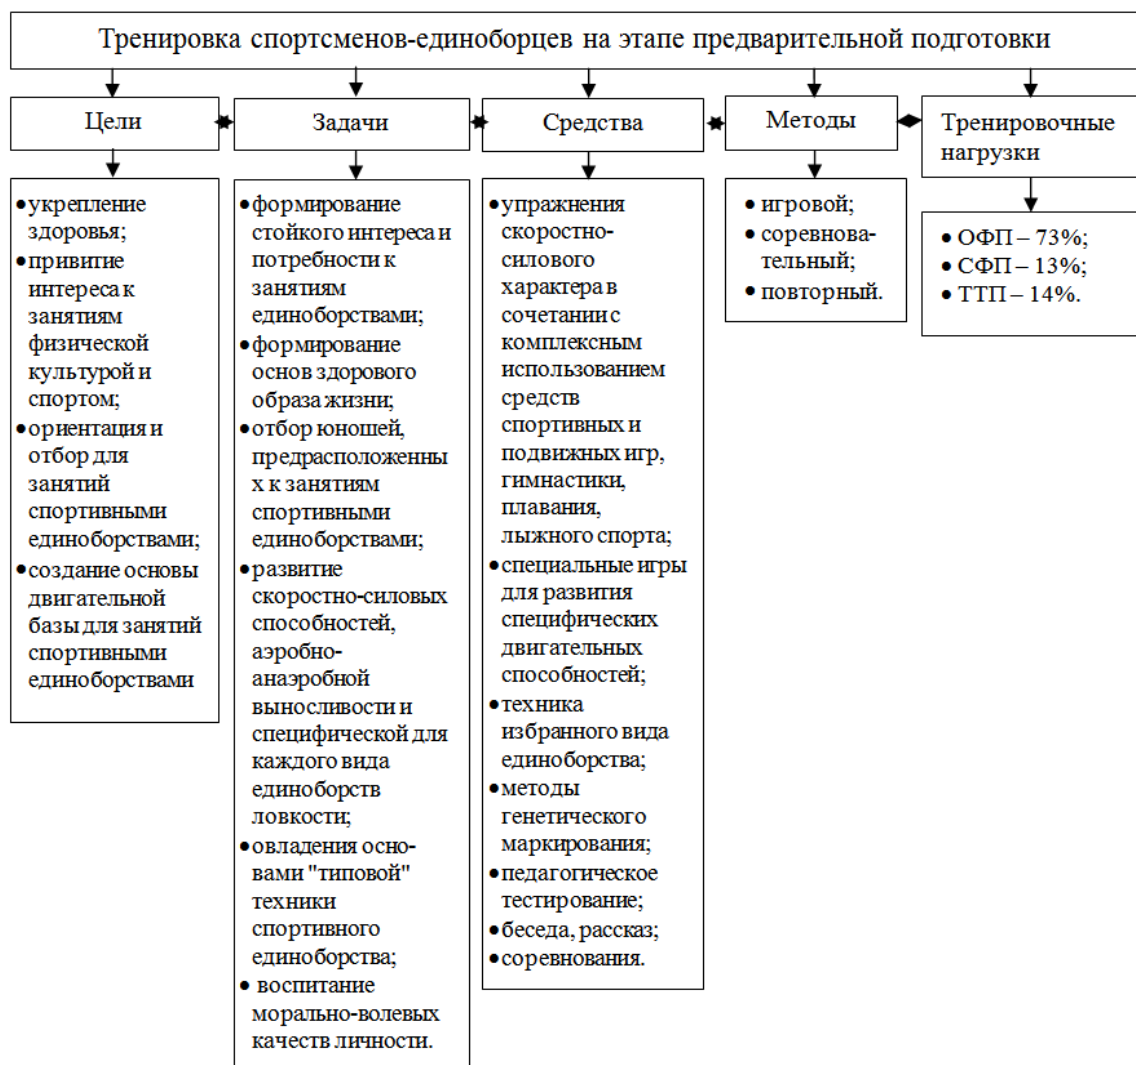 Тренировка спортсменов-единоборцев на этапе предварительной подготовки
Цели
укрепление
здоровья;
привитие
интереса к
занятиям
физической
культурой и
спортом;
ориентация и
отбор для
занятий
спортивными
единоборствами;
создание основы
двигательной
базы для занятий
спортивными
единоборствами
Задачи
формирование
стойкого интереса и
потребности к
занятиям
единоборствами;
формирование
основ здорового
образа жизни;
отбор юношей,
предрасположенны
х к занятиям
спортивными
единоборствами;
развитие
скоростно-силовых
способностей,
аэробно-
анаэробной
выносливости и
специфической для
каждого вида
единоборств
ловкости;
овладения осно-
вами "типовой"
техники
спортивного
единоборства;
воспитание
морально-волевых
качеств личности.
Средства
упражнения
скоростно-
силового
характера в
сочетании с
комплексным
использованием
средств
спортивных и
подвижных игр,
гимнастики,
плавания,
лыжного спорта;
специальные игры
для развития
специфических
двигательных
способностей;
техника
избранного вида
единоборства;
методы
генетического
маркирования;
педагогическое
тестирование;
беседа, рассказ;
соревнования.
Методы
игровой;
соревнова-
тельный;
повторный.
Тренировочные
нагрузки
ОФП – 73%;
СФП – 13%;
ТТП – 14%.